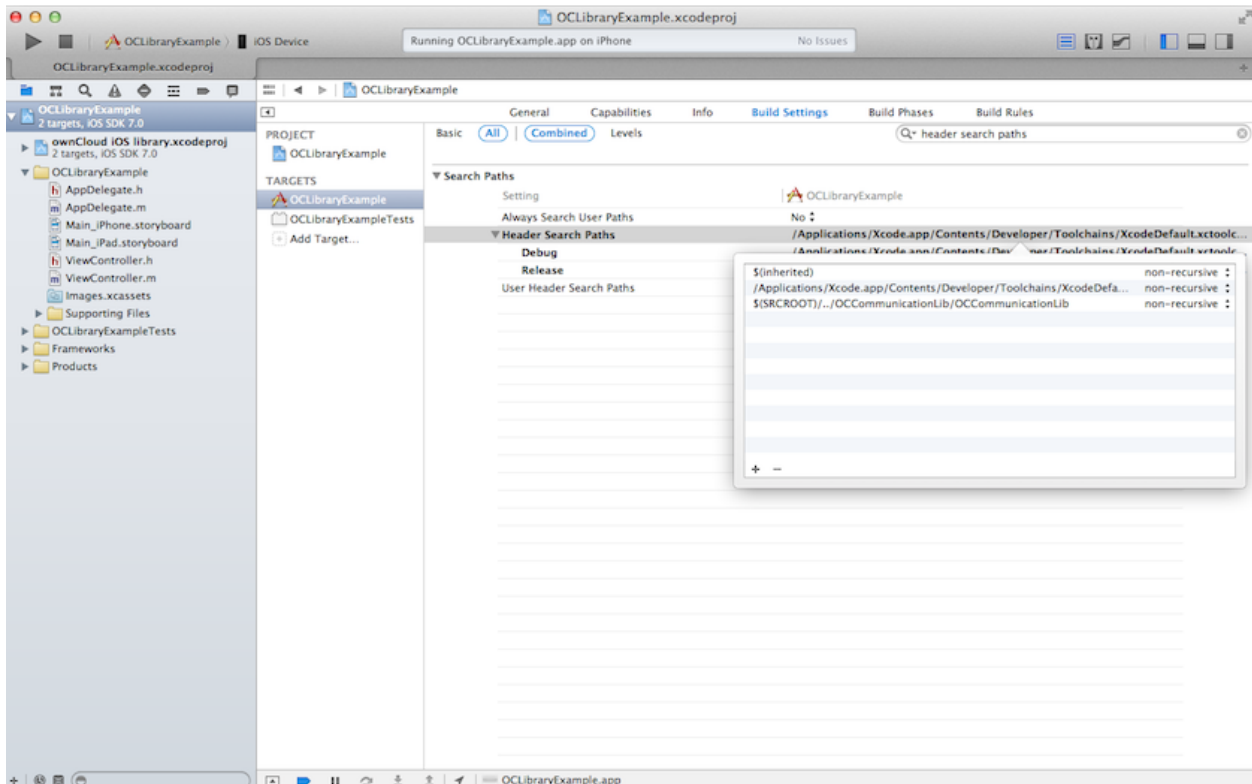 OCLibraryExample.xcodeproj
OCLibraryExample
iOS Device
Running OCLibraryExample.app on iPhone
No Issues
OCLibraryExample.xcodeproj
OCLibraryExample
2 targets, iOS SDK 7.0
ownCloud iOS library.xcodeproj
2 targets, iOS SDK 7.0
OCLibraryExample
AppDelegate.h
AppDelegate.m
Main_iPhone.storyboard
Main_iPad.storyboard
ViewController.h
ViewController.m
Images.xcassets
Supporting Files
OCLibraryExampleTests
Frameworks
Products
OCLibraryExample
General Capabilities Info Build Settings Build Phases Build Rules
PROJECT
OCLibraryExample
TARGETS
OCLibraryExample
OCLibraryExampleTests
Add Target...
Basic All Combined Levels
header search paths
Search Paths
Setting OCLibraryExample
Always Search User Paths No
Header Search Paths /Applications/Xcode.app/Contents/Developer/Toolchains/XcodeDefault.xctoolc...
Debug
Release
User Header Search Paths
$(inherited) non-recursive
/Applications/Xcode.app/Contents/Developer/Toolchains/XcodeDefa... non-recursive
$(SRCROOT)/../OCCommunicationLib/OCCommunicationLib non-recursive
+ −
OCLibraryExample.app